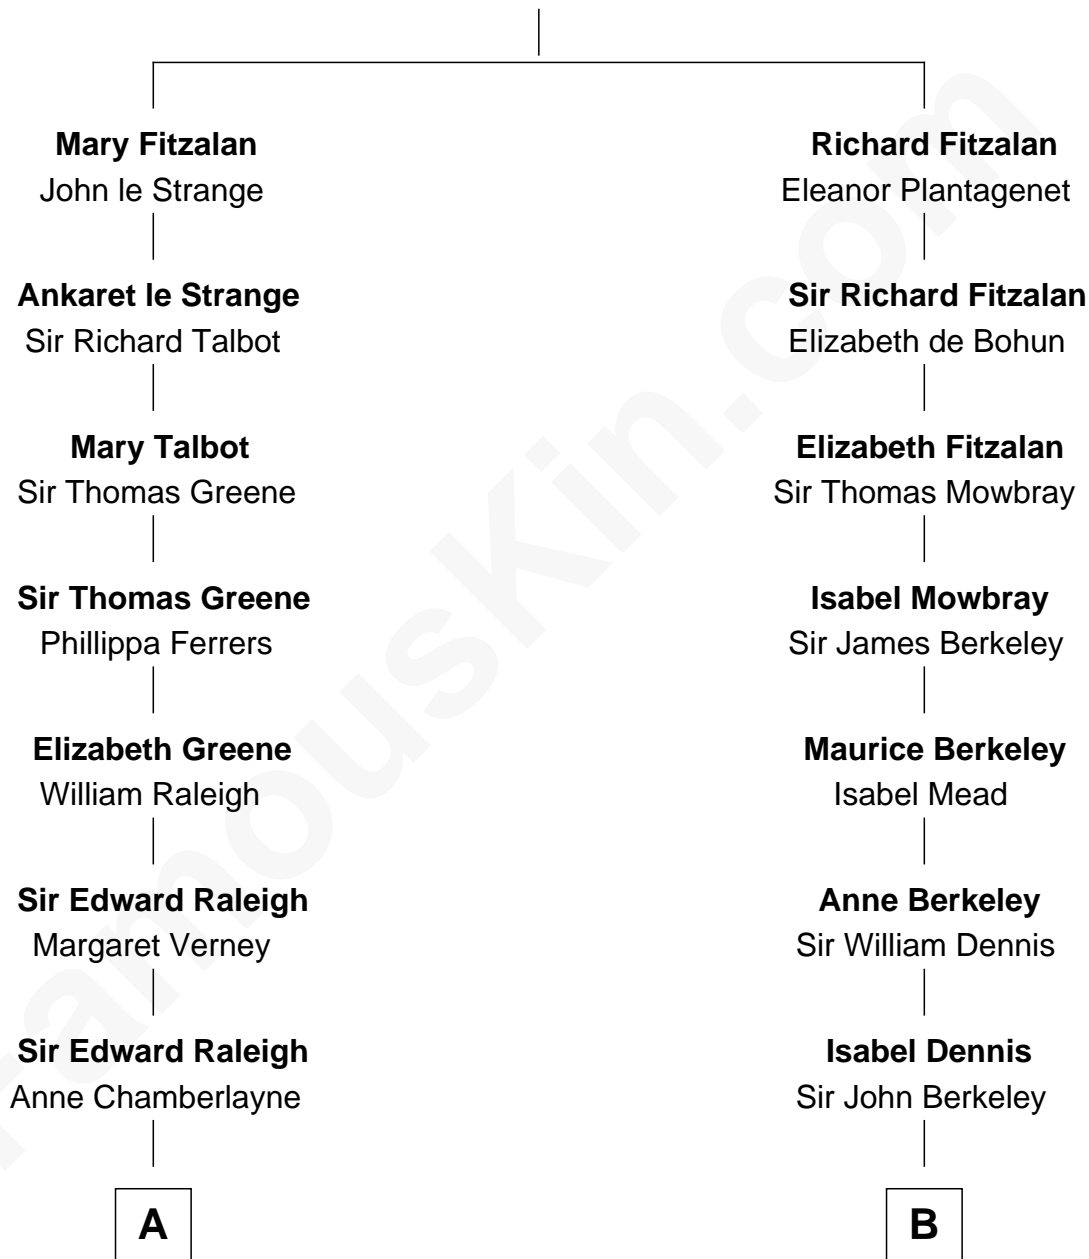 Mary Fitzalan
John le Strange
Ankaret le Strange
Sir Richard Talbot
Mary Talbot
Sir Thomas Greene
Sir Thomas Greene
Phillippa Ferrers
Elizabeth Greene
William Raleigh
Sir Edward Raleigh
Margaret Verney
Sir Edward Raleigh
Anne Chamberlayne
A
Richard Fitzalan
Eleanor Plantagenet
Sir Richard Fitzalan
Elizabeth de Bohun
Elizabeth Fitzalan
Sir Thomas Mowbray
Isabel Mowbray
Sir James Berkeley
Maurice Berkeley
Isabel Mead
Anne Berkeley
Sir William Dennis
Isabel Dennis
Sir John Berkeley
B
FamousKin.com